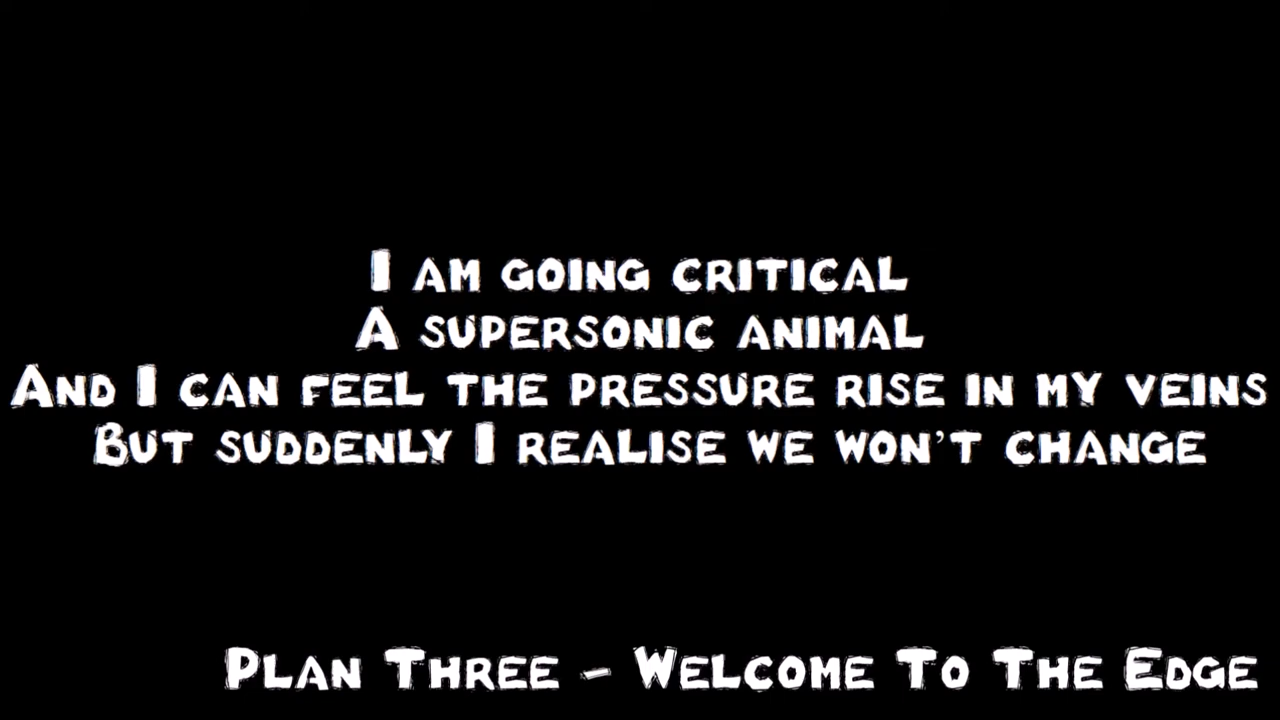 I am going critical
A supersonic animal
And I can feel the pressure rise in my veins
But suddenly I realise we won't change
Plan Three - Welcome To The Edge